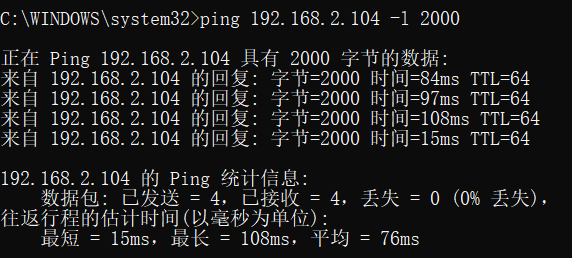 C:\WINDOWS\system32>ping 192.168.2.104 -l 2000
正在 Ping 192.168.2.104 具有 2000 字节的数据:
来自 192.168.2.104 的回复: 字节=2000 时间=84ms TTL=64
来自 192.168.2.104 的回复: 字节=2000 时间=97ms TTL=64
来自 192.168.2.104 的回复: 字节=2000 时间=108ms TTL=64
来自 192.168.2.104 的回复: 字节=2000 时间=15ms TTL=64
192.168.2.104 的 Ping 统计信息:
数据包: 已发送 = 4，已接收 = 4，丢失 = 0 (0% 丢失)，
往返行程的估计时间(以毫秒为单位):
最短 = 15ms，最长 = 108ms，平均 = 76ms